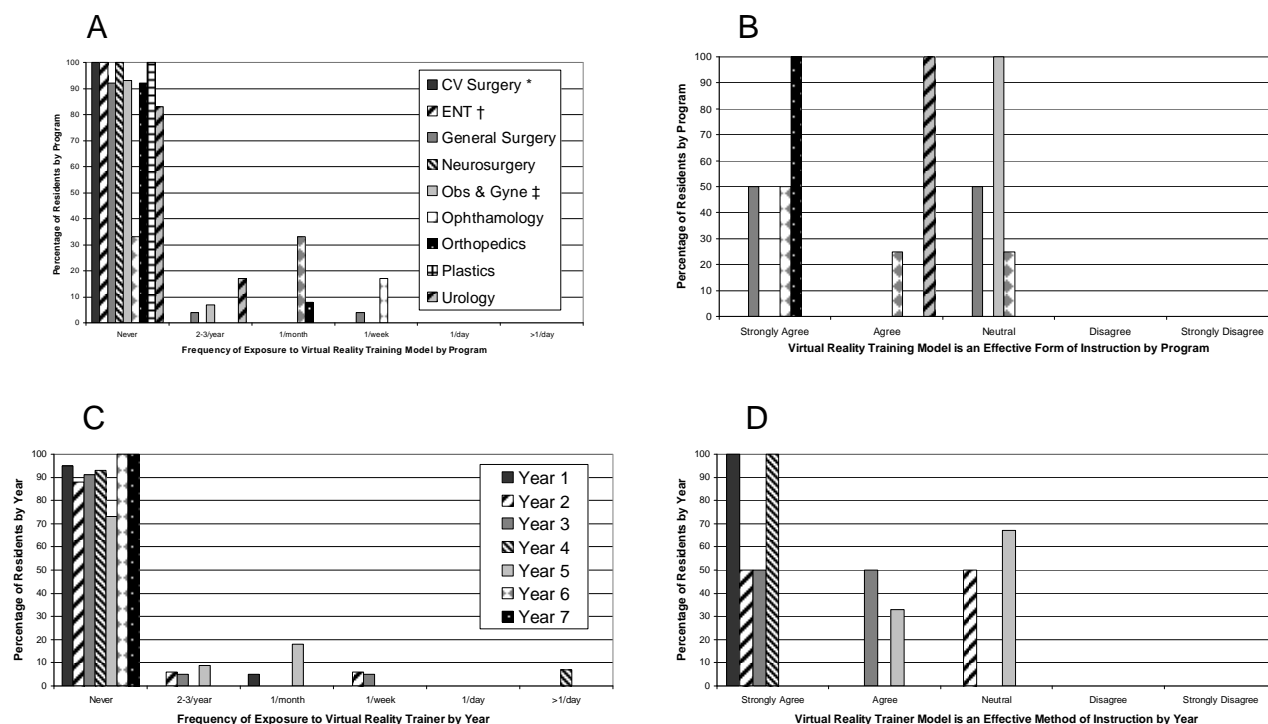 A
Percentage of Residents by Program
100
90
80
70
60
50
40
30
20
10
0
Never
2-3/year
1/month
1/week
1/day
>1/day
Frequency of Exposure to Virtual Reality Training Model by Program
CV Surgery *
ENT †
General Surgery
Neurosurgery
Obs & Gyne ‡
Opthamology
Orthopedics
Plastics
Urology
B
Percentage of Residents by Program
100
90
80
70
60
50
40
30
20
10
0
Strongly Agree
Agree
Neutral
Disagree
Strongly Disagree
Virtual Reality Training Model is an Effective Form of Instruction by Program
C
Percentage of Residents by Year
100
90
80
70
60
50
40
30
20
10
0
Never
2-3/year
1/month
1/week
1/day
>1/day
Frequency of Exposure to Virtual Reality Trainer by Year
Year 1
Year 2
Year 3
Year 4
Year 5
Year 6
Year 7
D
Percentage of Residents by Year
100
90
80
70
60
50
40
30
20
10
0
Strongly Agree
Agree
Neutral
Disagree
Strongly Disagree
Virtual Reality Trainer Model is an Effective Method of Instruction by Year